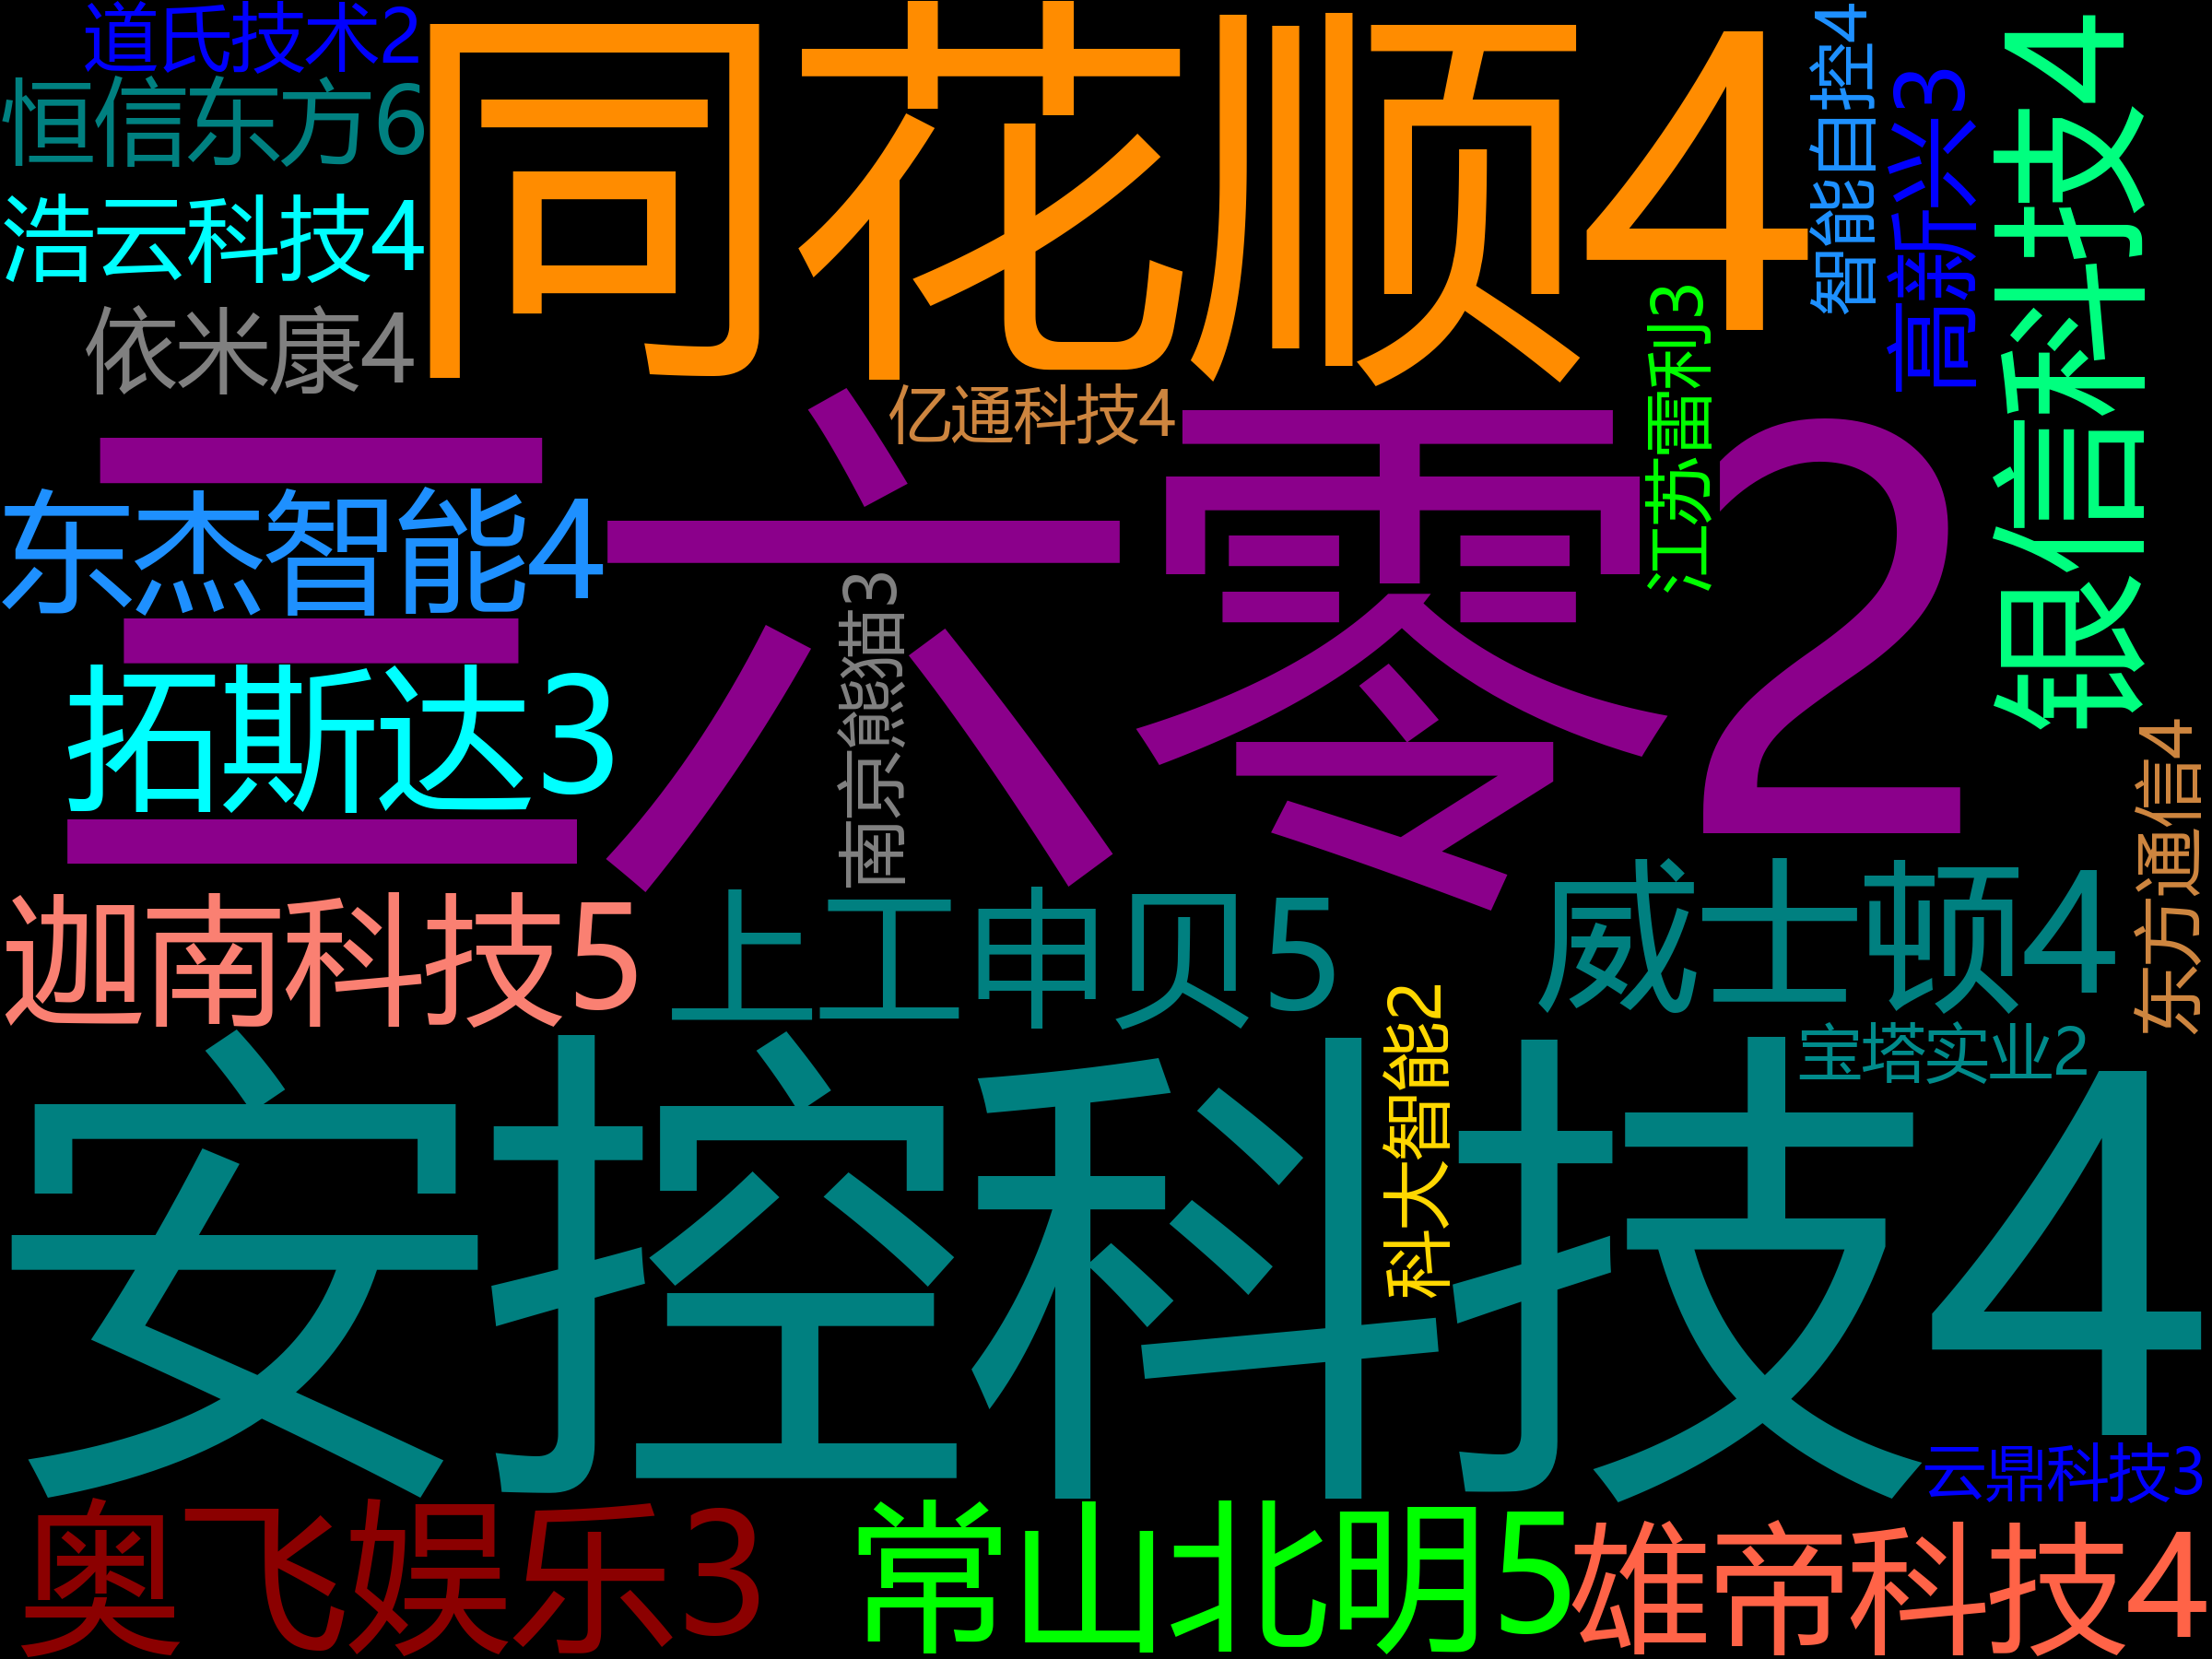 道氏技术2
恒信东方6
浩云科技4
依米康4
同花顺4
智能自控4
高新兴3
银信科技4
亿通科技4
江苏雷利3
三六零2
东杰智能4
拓斯达3
南京熊猫3
东方通信4
迦南科技5
上工申贝5
威士顿4
宝塔实业2
科大智能2
安控科技4
云鼎科技3
奥飞娱乐3
常山北明5
雄帝科技4